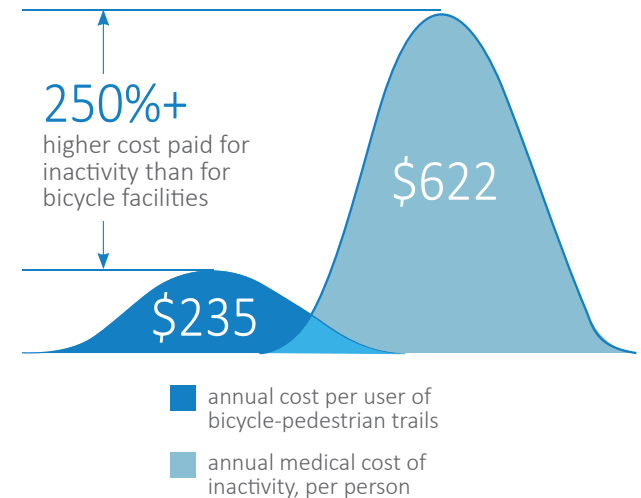 250%+
higher cost paid for
inactivity than for
bicycle facilities
$622
$235
annual cost per user of
bicycle-pedestrian trails
annual medical cost of
inactivity, per person